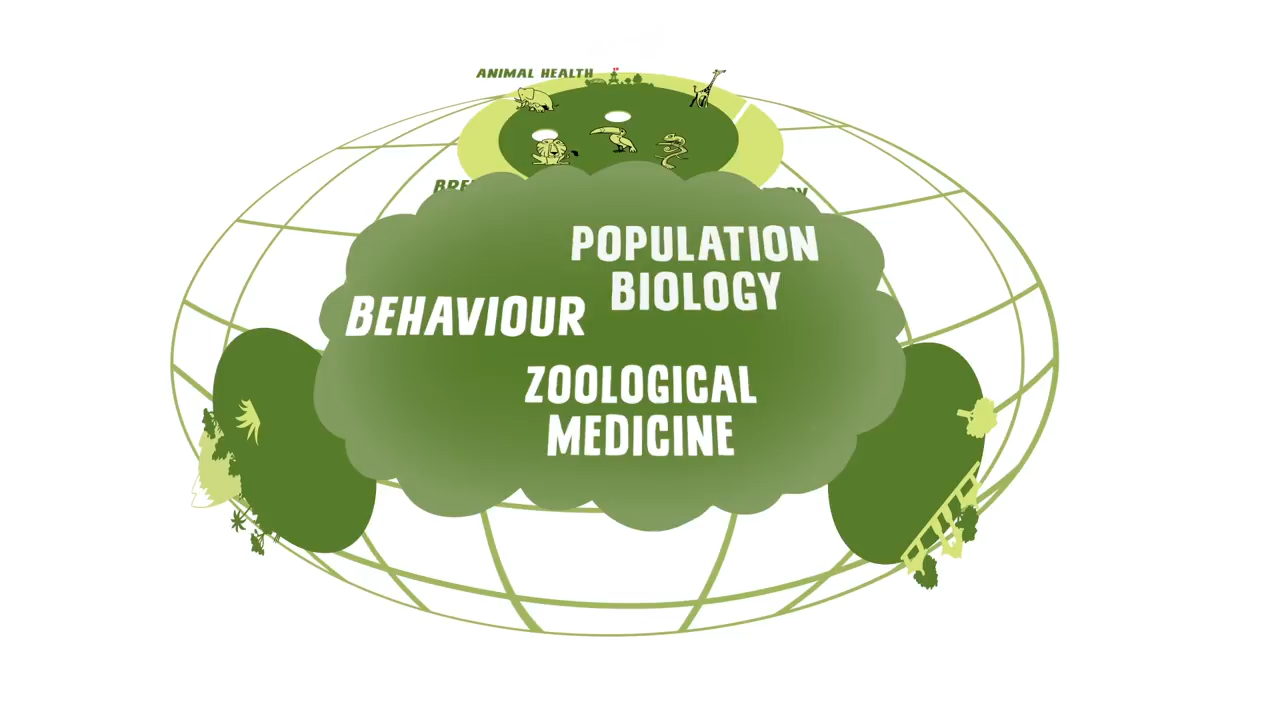 ANIMAL HEALTH
POPULATION
BIOLOGY
BEHAVIOUR
ZOOLOGICAL
MEDICINE